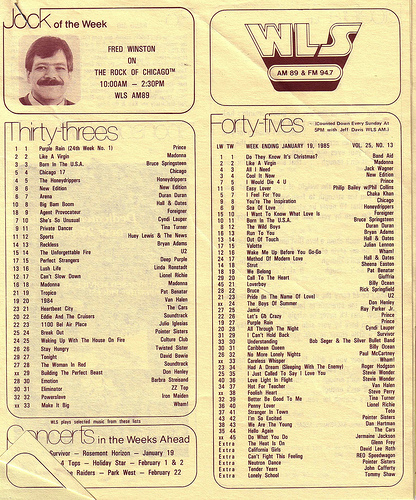 Jock of the Week
FRED WINSTON
ON
THE ROCK OF CHICAGO™
10:00AM - 2:30PM
WLS AM89
WLS
AM 89 & FM 94.7
Thirty-threes
1 1 Purple Rain (24th Week No. 1) Prince
2 2 Like A Virgin Madonna
3 3 Born In The U.S.A. Bruce Springsteen
5 4 Chicago 17 Chicago
4 5 The Honeydrippers Honeydrippers
8 6 New Edition New Edition
6 7 Arena Duran Duran
10 8 Big Bam Boom Hall & Oates
18 9 Agent Provocateur Foreigner
7 10 She's So Unusual Cyndi Lauper
9 11 Private Dancer Tina Turner
12 12 Sports Huey Lewis & The News
14 13 Reckless Bryan Adams
15 14 The Unforgettable Fire U2
17 15 Perfect Strangers Deep Purple
13 16 Lush Life Linda Ronstadt
11 17 Can't Slow Down Lionel Richie
16 18 Madonna Madonna
21 19 Tropico Pat Benatar
19 20 1984 Van Halen
23 21 Heartbeat City The Cars
20 22 Eddie And The Cruisers Soundtrack
22 23 1100 Bel Air Place Julio Iglesias
27 24 Break Out Pointer Sisters
24 25 Waking Up With The House On Fire Culture Club
26 26 Stay Hungry Twisted Sister
29 27 Tonight David Bowie
28 28 The Woman In Red Soundtrack
xx 29 Building The Perfect Beast Don Henley
30 30 Emotion Barbra Streisand
31 31 Eliminator ZZ Top
32 32 Powerslave Iron Maiden
xx 33 Make It Big Wham!
WLS plays selected music from these lists
Concerts in the Weeks Ahead
Survivor - Rosemont Horizon - January 19
4 Tops - Holiday Star - February 1 & 2
Raiders - Park West - February 22
Forty-fives (Counted Down Every Sunday At
5PM with Jeff Davis WLS AM.)
LW TW WEEK ENDING JANUARY 19, 1985 VOL. 25, NO. 13
1 1 Do They Know It's Christmas? Band Aid
2 2 Like A Virgin Madonna
4 3 All I Need Jack Wagner
3 4 Cool It Now New Edition
7 5 I Would Die 4 U Prince
11 6 Easy Lover Philip Bailey w/Phil Collins
5 7 I Feel For You Chaka Khan
9 8 You're The Inspiration Chicago
6 9 Sea Of Love Honeydrippers
15 10 I Want To Know What Love Is Foreigner
10 11 Born In The U.S.A. Bruce Springsteen
8 12 The Wild Boys Duran Duran
16 13 Run To You Bryan Adams
13 14 Out Of Touch Hall & Oates
17 15 Valotte Julian Lennon
12 16 Wake Me Up Before You Go-Go Wham!
24 17 Method Of Modern Love Hall & Oates
14 18 Strut Sheena Easton
19 19 We Belong Pat Benatar
29 20 Call To The Heart Giuffria
45 21 Loverboy Billy Ocean
28 22 Bruce Rick Springfield
21 23 Pride (In The Name Of Love) U2
xx 24 The Boys Of Summer Don Henley
27 25 Jamie Ray Parker Jr.
22 26 Let's Go Crazy Prince
19 27 Purple Rain Prince
20 28 All Through The Night Cyndi Lauper
31 29 I Can't Hold Back Survivor
33 30 Understanding Bob Seger & The Silver Bullet Band
30 31 Caribbean Queen Billy Ocean
26 32 No More Lonely Nights Paul McCartney
xx 33 Careless Whisper Wham!
23 34 Had A Dream (Sleeping With The Enemy) Roger Hodgson
25 35 I Just Called To Say I Love You Stevie Wonder
40 36 Love Light In Flight Stevie Wonder
34 37 Hot For Teacher Van Halen
xx 38 Foolish Heart Steve Perry
32 39 Better Be Good To Me Tina Turner
36 40 Penny Lover Lionel Richie
37 41 Stranger In Town Toto
43 42 I'm So Excited Pointer Sisters
38 43 We Are The Young Dan Hartman
35 44 Hello Again The Cars
xx 45 Do What You Do Jermaine Jackson
Extra The Heat Is On Glenn Frey
Extra California Girls David Lee Roth
Extra Can't Fight This Feeling REO Speedwagon
Extra Neutron Dance Pointer Sisters
Extra Tender Years John Cafferty
Extra Lonely School Tommy Shaw